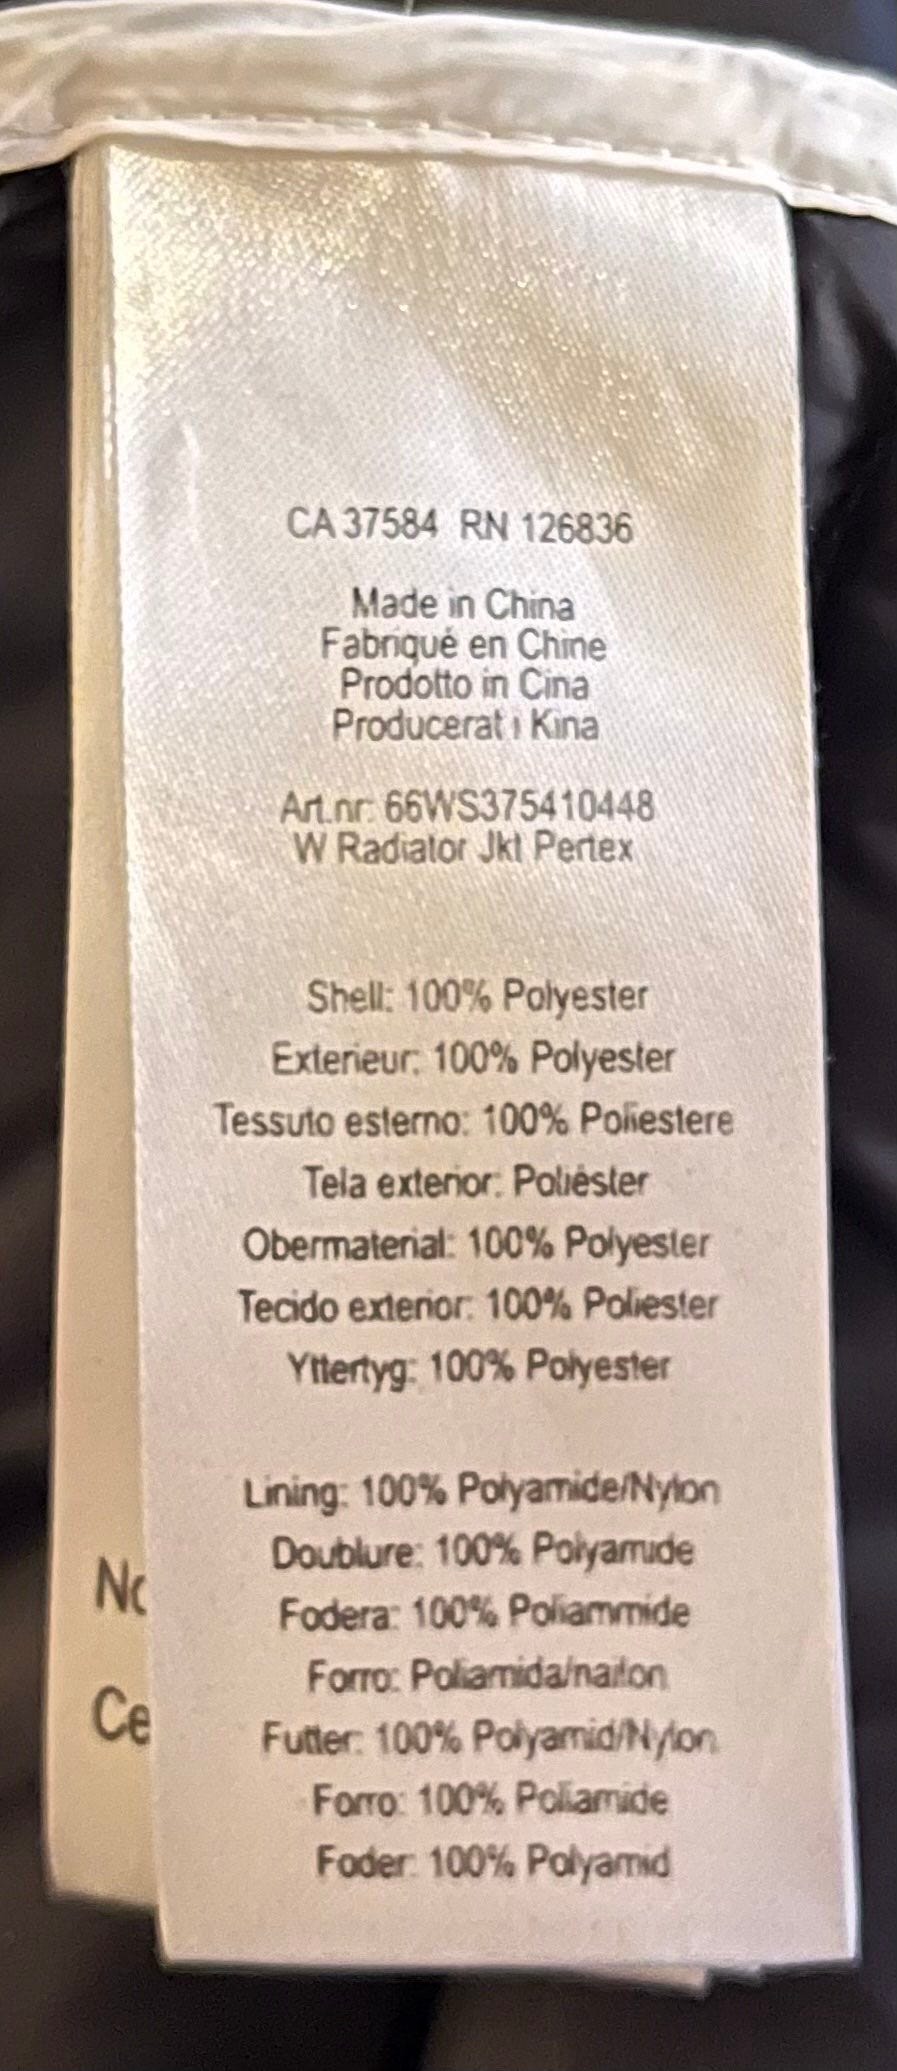 CA 37584 RN 126836
Made in China
Fabriqué en Chine
Prodotto in Cina
Producerat i Kina
Art.nr: 66WS375410448
W Radiator Jkt Pertex
Shell: 100% Polyester
Exterieur: 100% Polyester
Tessuto esterno: 100% Poliestere
Tela exterior: Poliéster
Obermaterial: 100% Polyester
Tecido exterior: 100% Poliester
Yttertyg: 100% Polyester
Lining: 100% Polyamide/Nylon
Doublure: 100% Polyamide
Fodera: 100% Poliammide
Forro: Poliamida/nailon
Futter: 100% Polyamid/Nylon
Forro: 100% Poliamide
Foder: 100% Polyamid